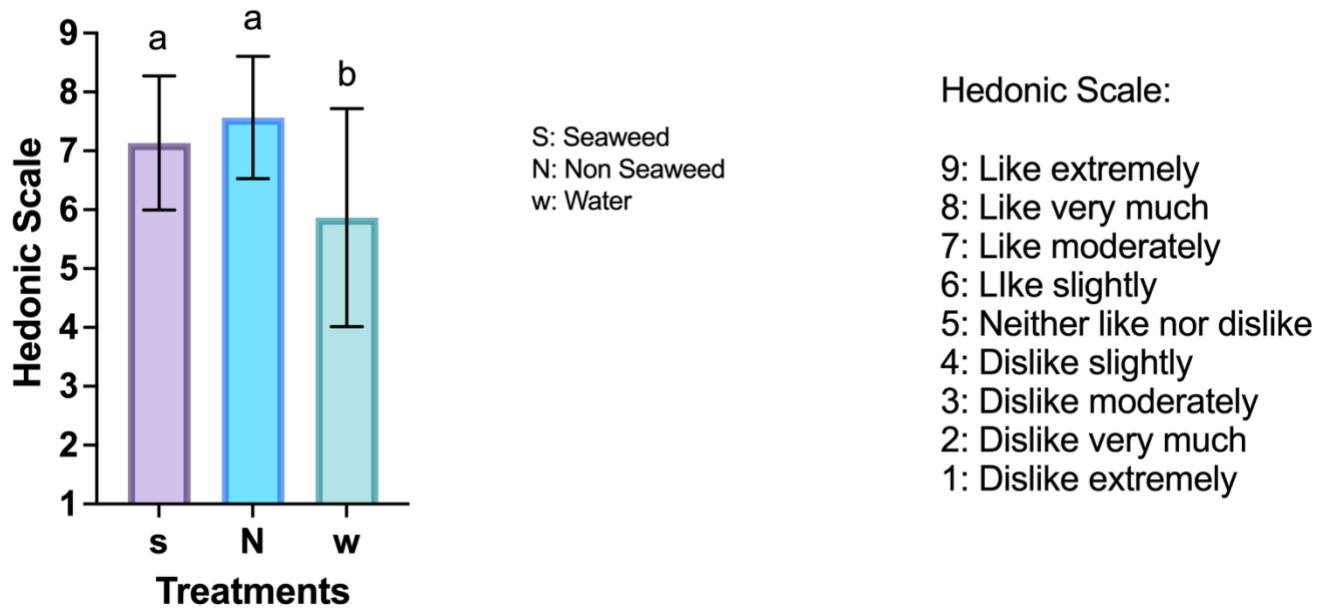 9
8
7
6
5
4
3
2
1
Hedonic Scale
a
a
b
s
N
w
Treatments
S: Seaweed
N: Non Seaweed
w: Water
Hedonic Scale:
9: Like extremely
8: Like very much
7: Like moderately
6: LIke slightly
5: Neither like nor dislike
4: Dislike slightly
3: Dislike moderately
2: Dislike very much
1: Dislike extremely